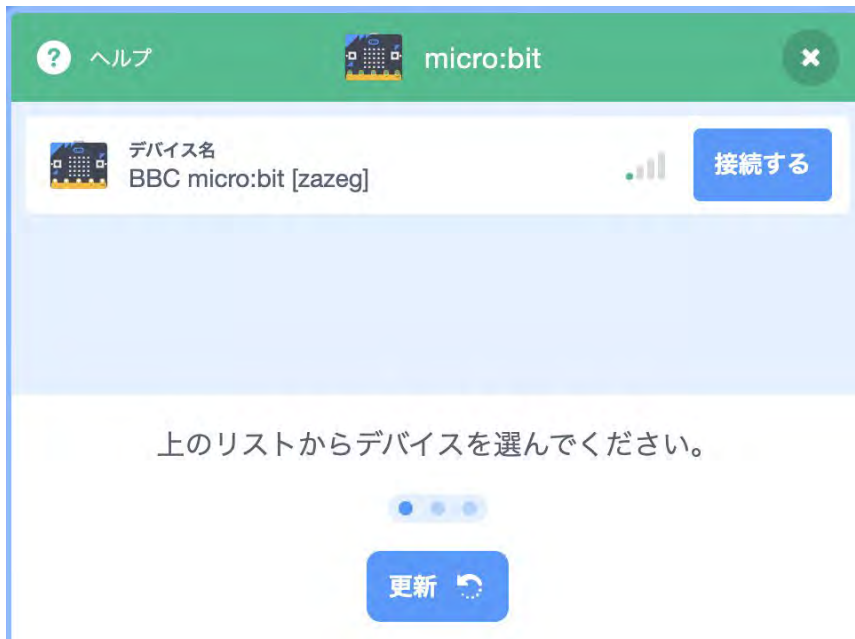 ヘルプ
micro:bit
デバイス名
BBC micro:bit [zazeg]
接続する
上のリストからデバイスを選んでください。
更新